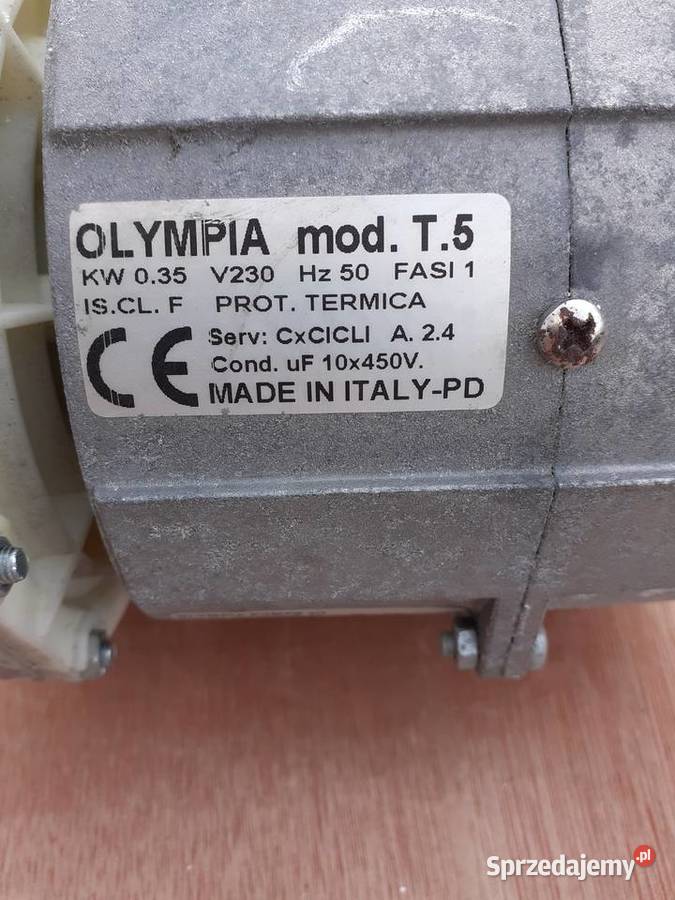 OLYMPIA mod. T.5
KW 0.35 V230 Hz 50 FASI 1
IS.CL. F PROT. TERMICA
CE Serv: CxCICLI A. 2.4
Cond. uF 10x450V.
MADE IN ITALY-PD
Sprzedajemy.pl